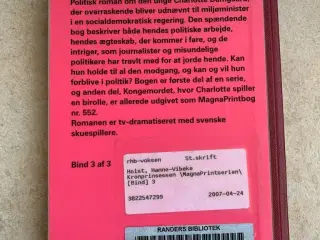 Politisk roman om den unge Charlotte Damgaard,
der overraskende bliver udnævnt til miljøminister
i en socialdemokratisk regering. Den spændende
bog beskriver både hendes politiske arbejde,
hendes ægteskab, der kommer i fare, og de
intriger, som journalister og misundelige
politikere har travlt med for at jorde hende. Kan
hun holde til al den modgang, og kan og vil hun
forblive i politik? Bogen er første del af en serie,
og anden del, Kongemordet, hvor Charlotte spiller
en birolle, er allerede udgivet som MagnaPrintbog
nr. 552.
Romanen er tv-dramatiseret med svenske
skuespillere.
Bind 3 af 3
rhb-voksen St.skrift
Holst, Hanne-Vibeke
Kronprinsessen \MagnaPrintserien\
[Bind] 3
3822547299 2007-04-24
RANDERS BIBLIOTEK